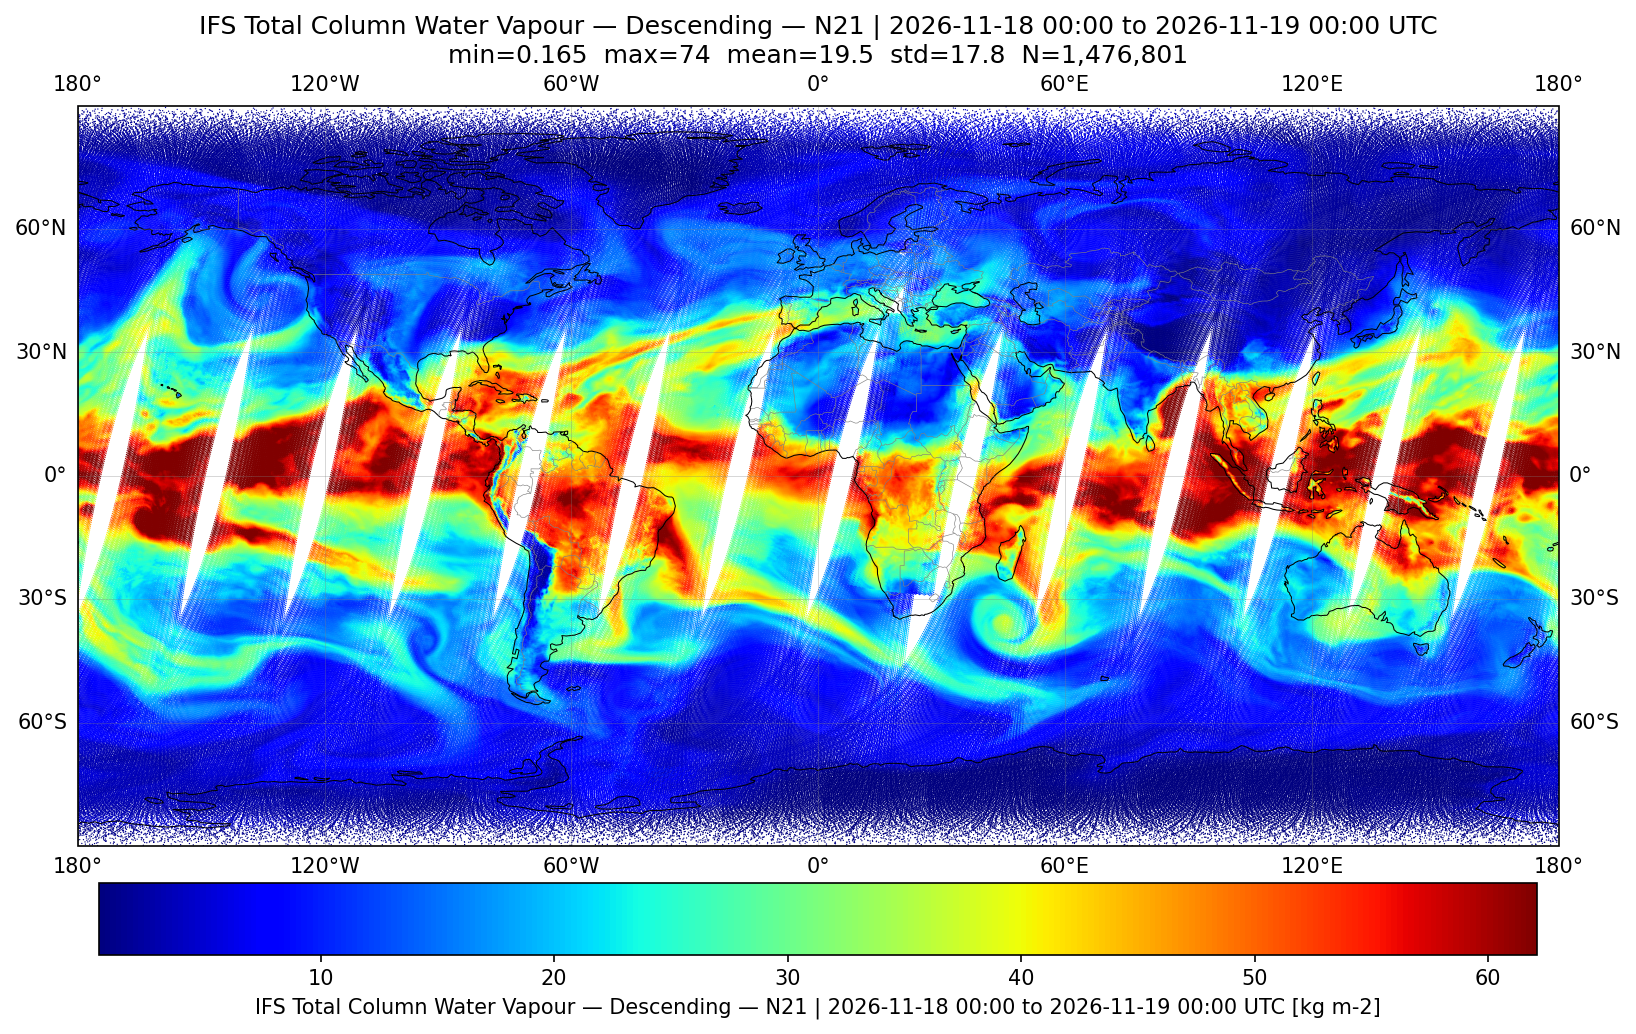 IFS Total Column Water Vapour — Descending — N21 | 2026-11-18 00:00 to 2026-11-19 00:00 UTC
min=0.165  max=74  mean=19.5  std=17.8  N=1,476,801
180° 120°W 60°W 0° 60°E 120°E 180°
60°N 60°N
30°N 30°N
0° 0°
30°S 30°S
60°S 60°S
180° 120°W 60°W 0° 60°E 120°E 180°
10 20 30 40 50 60
IFS Total Column Water Vapour — Descending — N21 | 2026-11-18 00:00 to 2026-11-19 00:00 UTC [kg m-2]